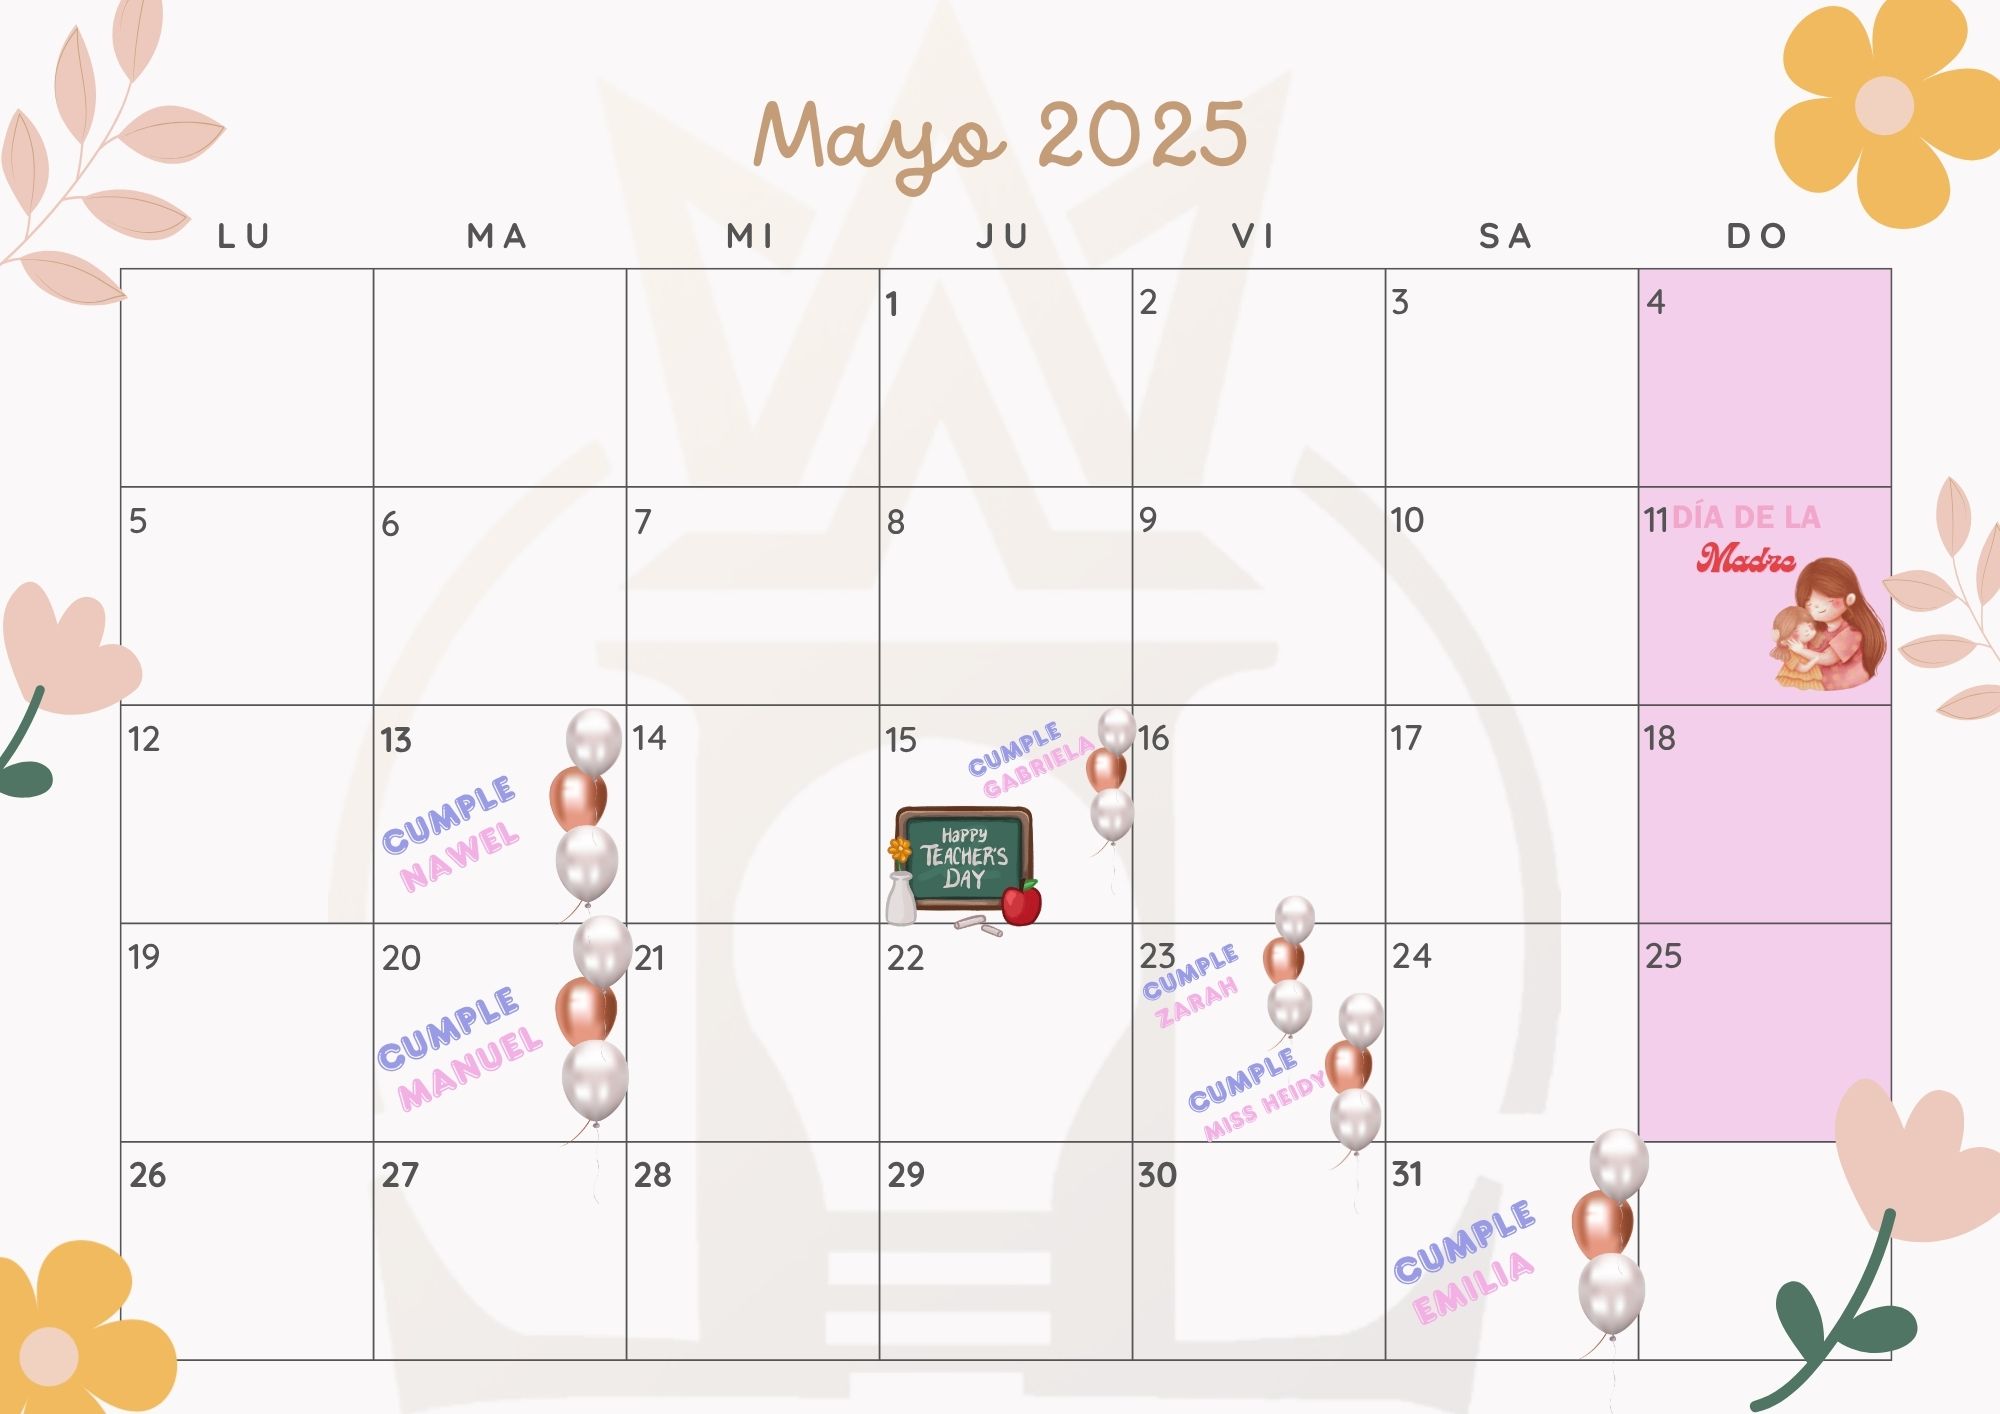 Mayo 2025
LU MA MI JU VI SA DO
1 2 3 4
5 6 7 8 9 10 11 DÍA DE LA
Madre
12 13 14 15 16 17 18
CUMPLE
NAWEL
CUMPLE
GABRIELA
HAPPY
TEACHER'S
DAY
19 20 21 22 23 24 25
CUMPLE
MANUEL
CUMPLE
ZARAH
CUMPLE
MISS HEIDY
26 27 28 29 30 31
CUMPLE
EMILIA